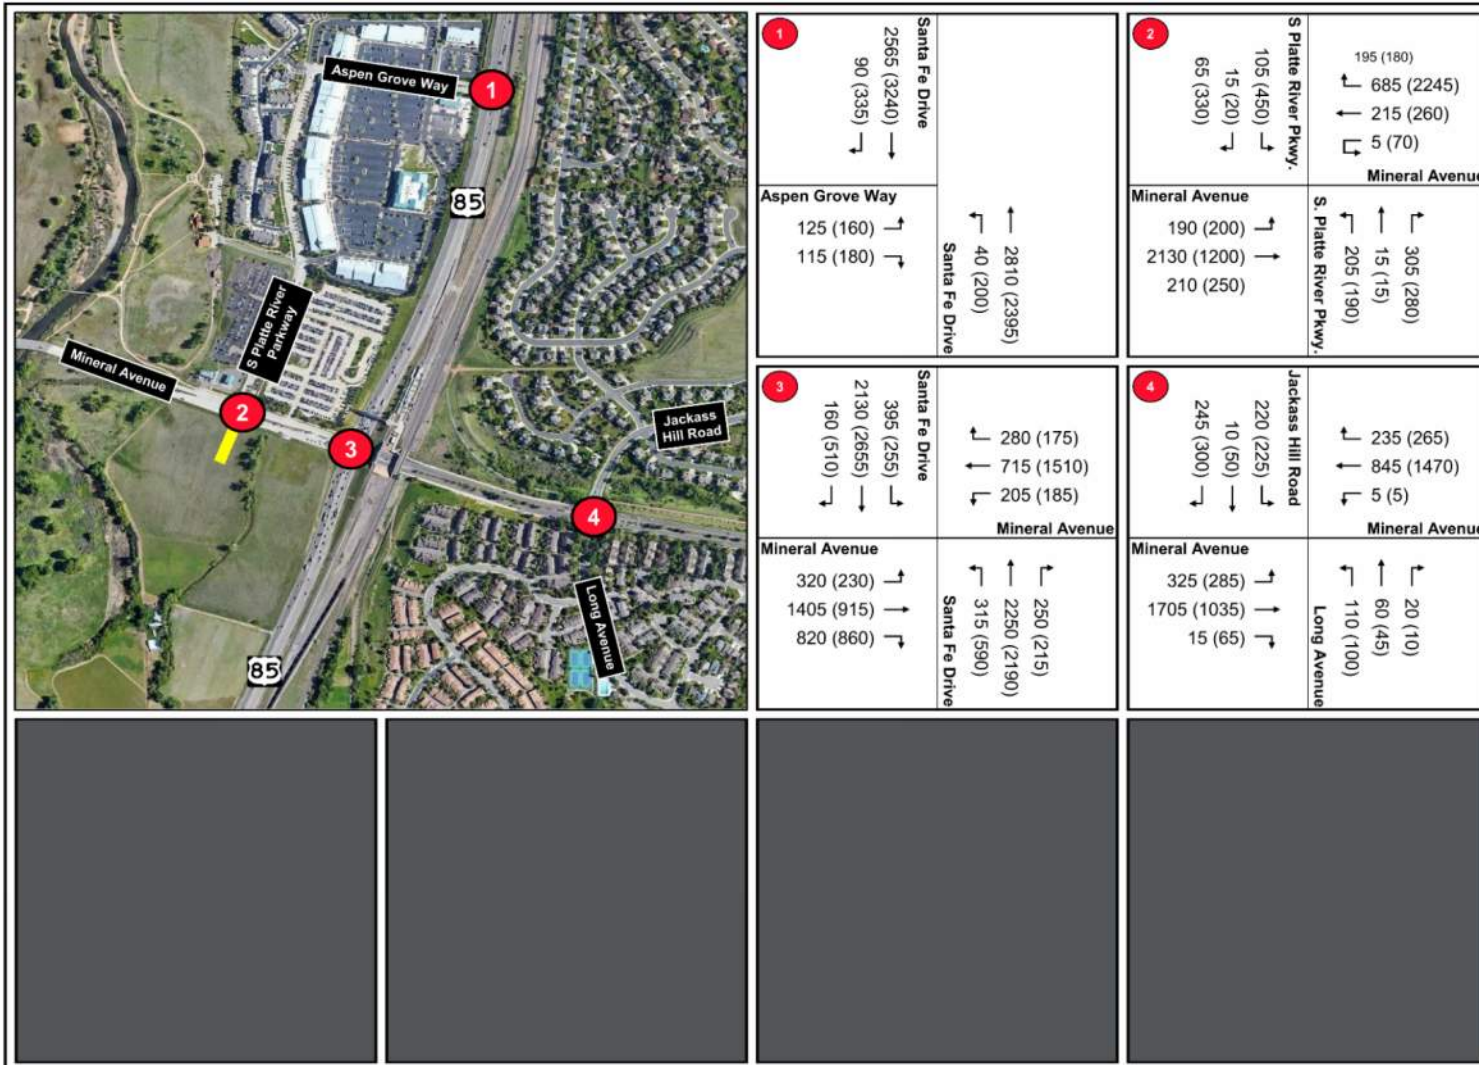 Aspen Grove Way
1
85
S Platte River
Parkway
Mineral Avenue
2
3
Jackass
Hill Road
4
Long Avenue
85
1
Santa Fe Drive
2565 (3240)
90 (335)
Aspen Grove Way
125 (160)
115 (180)
Santa Fe Drive
40 (200)
2810 (2395)
2
S Platte River Pkwy.
105 (450)
15 (20)
65 (330)
195 (180)
685 (2245)
215 (260)
5 (70)
Mineral Avenue
Mineral Avenue
190 (200)
2130 (1200)
210 (250)
S. Platte River Pkwy.
205 (190)
15 (15)
305 (280)
3
Santa Fe Drive
395 (255)
2130 (2655)
160 (510)
280 (175)
715 (1510)
205 (185)
Mineral Avenue
Mineral Avenue
320 (230)
1405 (915)
820 (860)
Santa Fe Drive
315 (590)
2250 (2190)
250 (215)
4
Jackass Hill Road
220 (225)
10 (50)
245 (300)
235 (265)
845 (1470)
5 (5)
Mineral Avenue
Mineral Avenue
325 (285)
1705 (1035)
15 (65)
Long Avenue
110 (100)
60 (45)
20 (10)